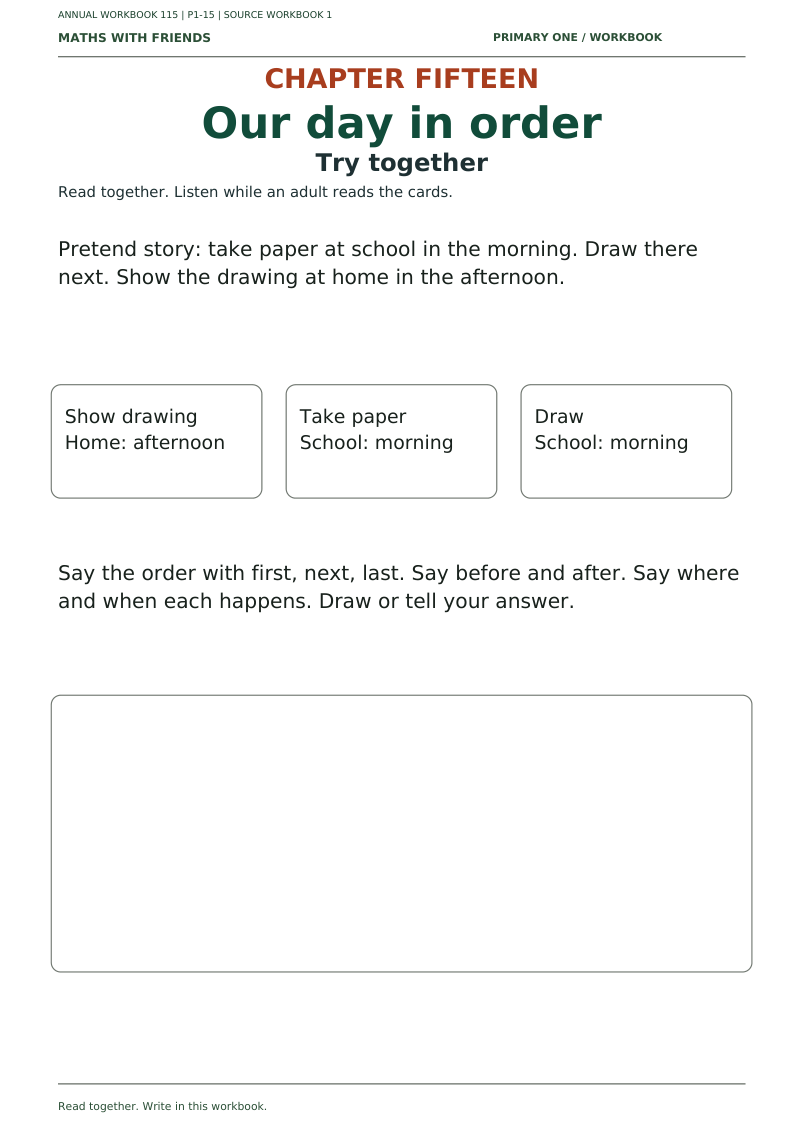 ANNUAL WORKBOOK 115 | P1-15 | SOURCE WORKBOOK 1
MATHS WITH FRIENDS
PRIMARY ONE / WORKBOOK
CHAPTER FIFTEEN
Our day in order
Try together
Read together. Listen while an adult reads the cards.
Pretend story: take paper at school in the morning. Draw there
next. Show the drawing at home in the afternoon.
Show drawing
Home: afternoon
Take paper
School: morning
Draw
School: morning
Say the order with first, next, last. Say before and after. Say where
and when each happens. Draw or tell your answer.
Read together. Write in this workbook.